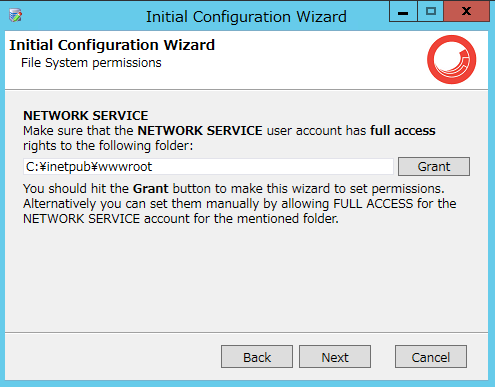 Initial Configuration Wizard
Initial Configuration Wizard
File System permissions
NETWORK SERVICE
Make sure that the NETWORK SERVICE user account has full access
rights to the following folder:
C:¥inetpub¥wwwroot
Grant
You should hit the Grant button to make this wizard to set permissions.
Alternatively you can set them manually by allowing FULL ACCESS for the
NETWORK SERVICE account for the mentioned folder.
Back Next Cancel